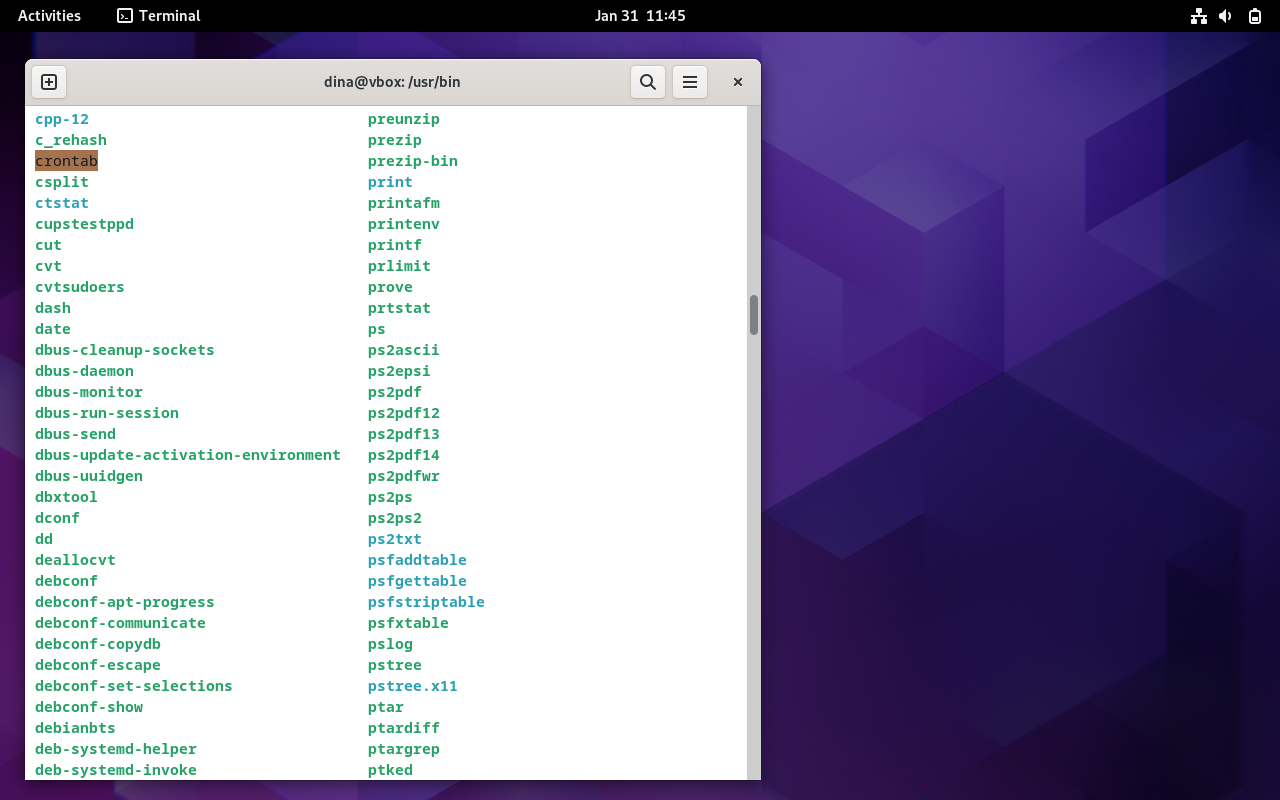 Activities Terminal Jan 31 11:45
dina@vbox: /usr/bin
cpp-12 preunzip
c_rehash prezip
crontab prezip-bin
csplit print
ctstat printafm
cupstestppd printenv
cut printf
cvt prlimit
cvtsudoers prove
dash prtstat
date ps
dbus-cleanup-sockets ps2ascii
dbus-daemon ps2epsi
dbus-monitor ps2pdf
dbus-run-session ps2pdf12
dbus-send ps2pdf13
dbus-update-activation-environment ps2pdf14
dbus-uuidgen ps2pdfwr
dbxtool ps2ps
dconf ps2ps2
dd ps2txt
deallocvt psfaddtable
debconf psfgettable
debconf-apt-progress psfstriptable
debconf-communicate psfxtable
debconf-copydb pslog
debconf-escape pstree
debconf-set-selections pstree.x11
debconf-show ptar
debianbts ptardiff
deb-systemd-helper ptargrep
deb-systemd-invoke ptked